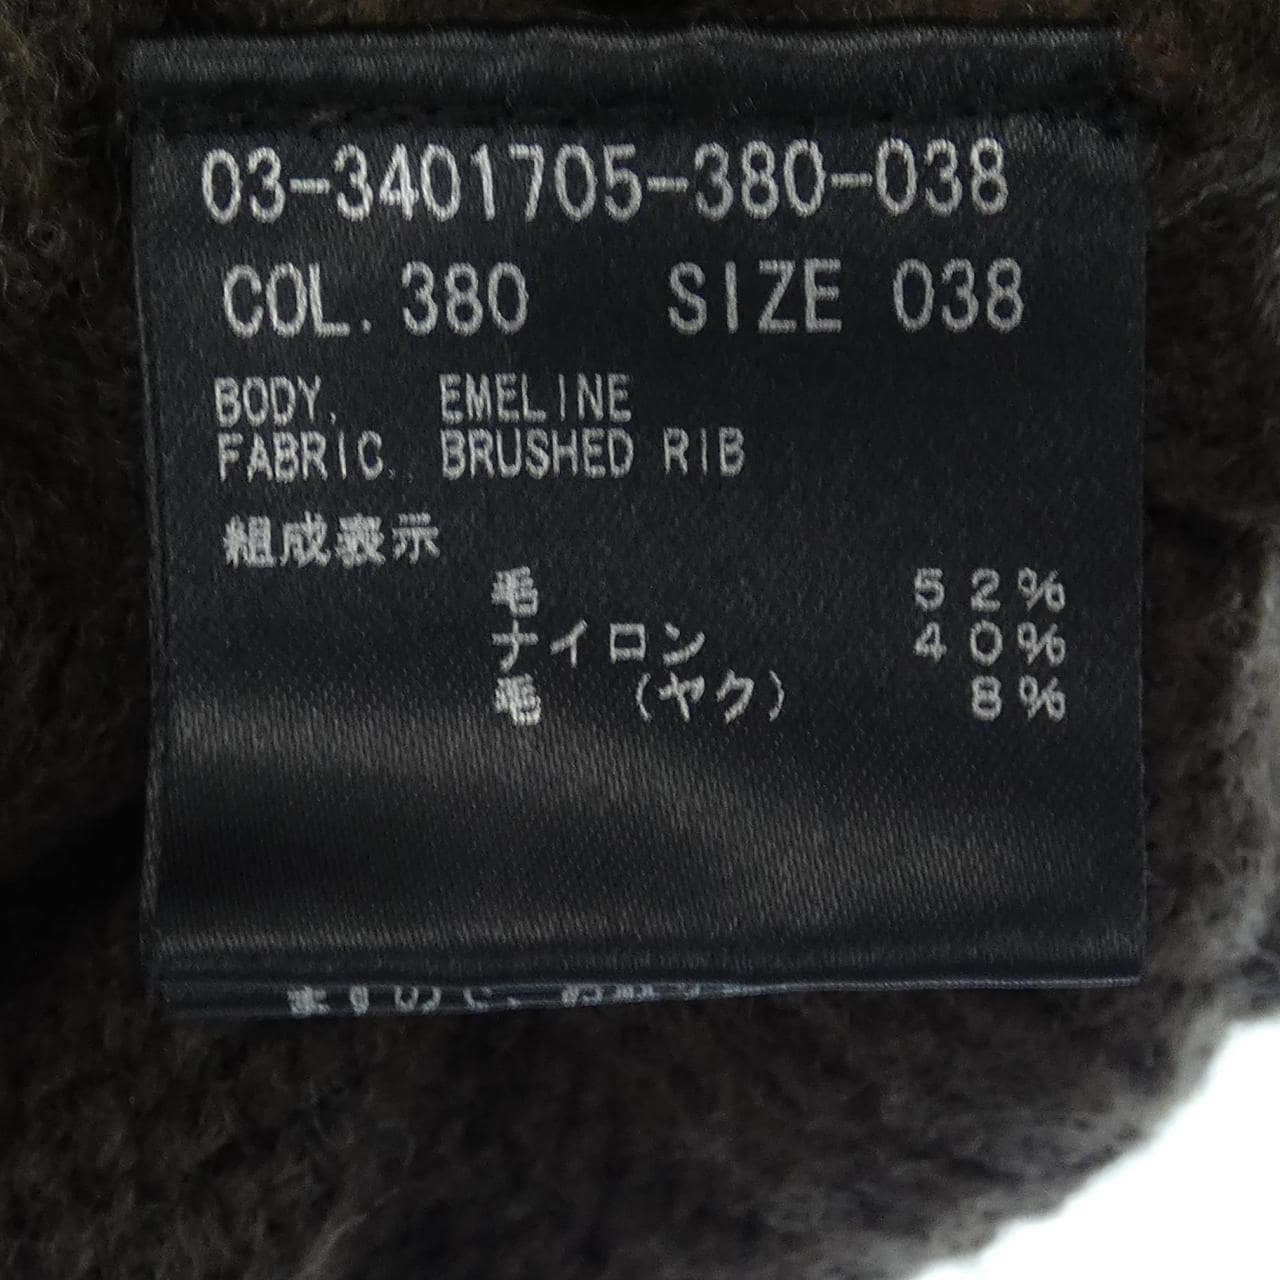 03-3401705-380-038
COL. 380 SIZE 038
BODY. EMELINE
FABRIC. BRUSHED RIB
組成表示
毛 52%
ナイロン 40%
毛 (ヤク) 8%